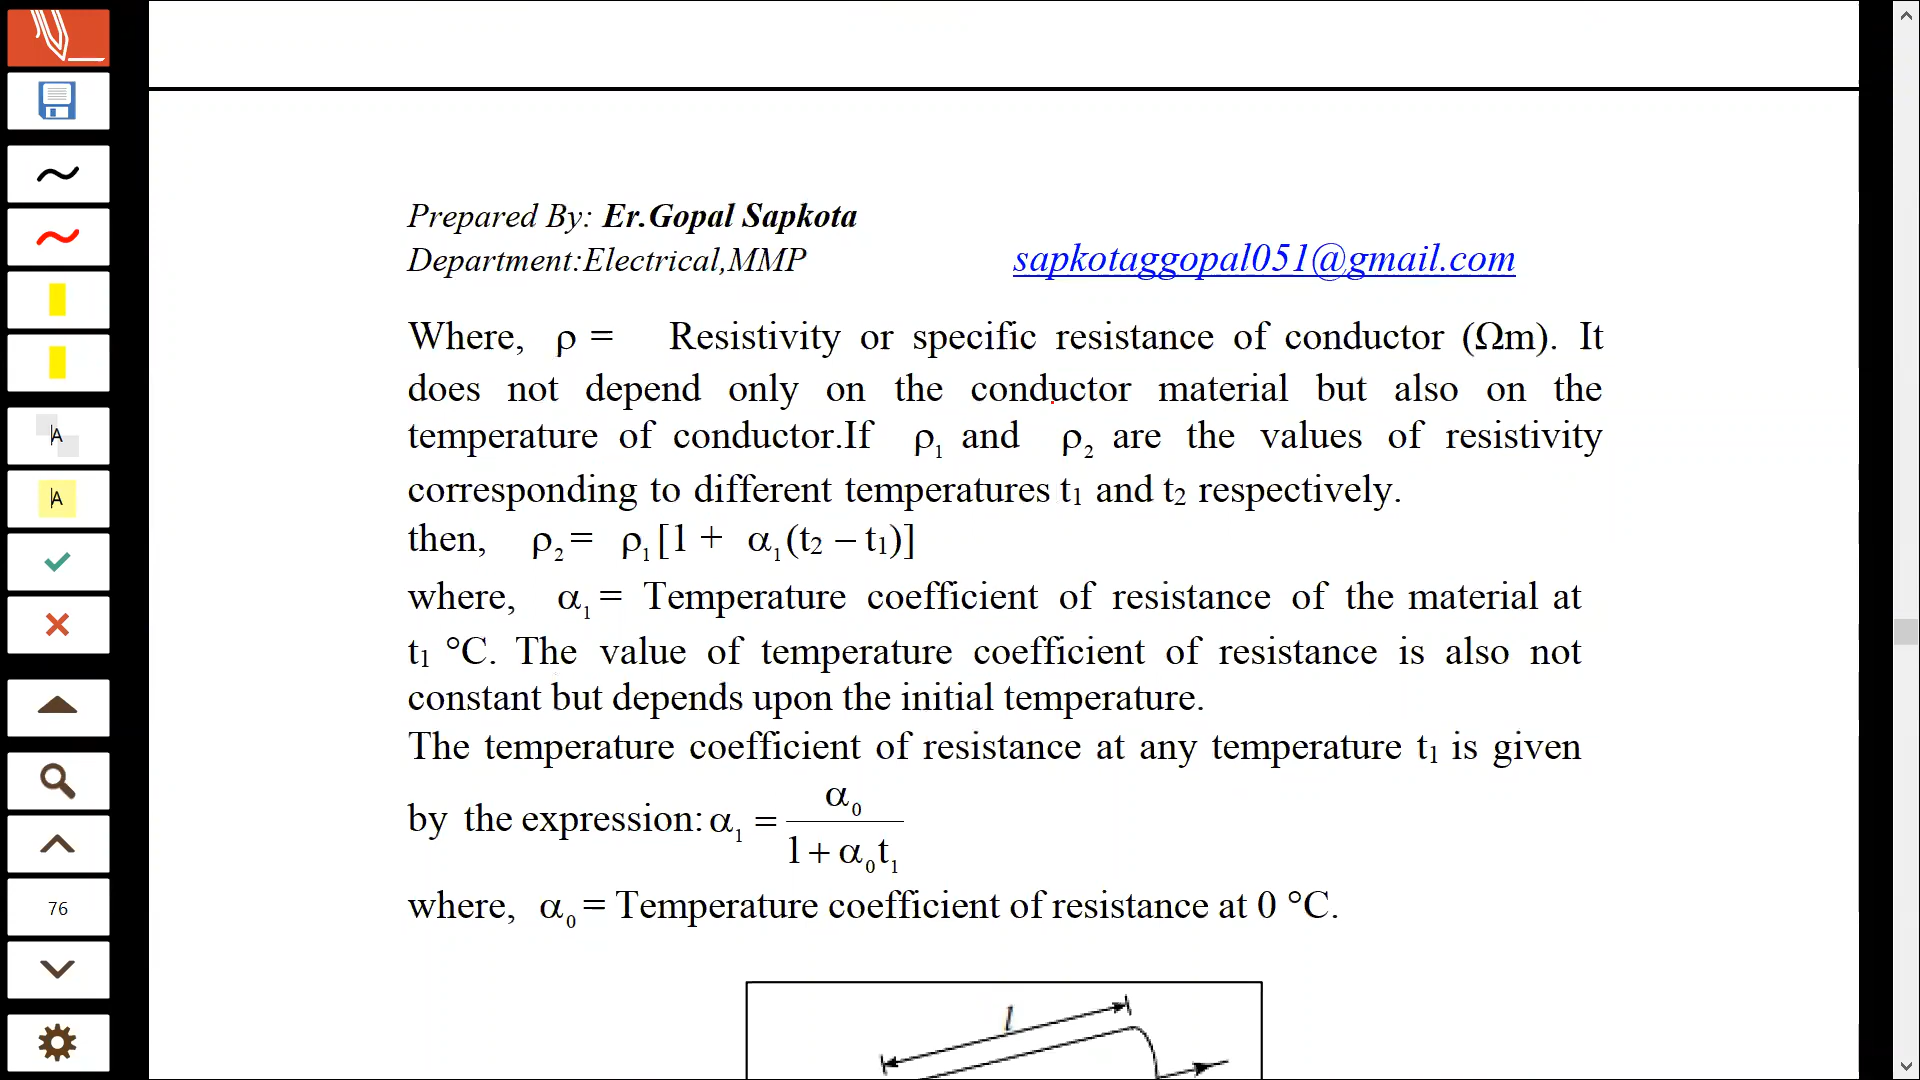 Prepared By: Er.Gopal Sapkota
Department:Electrical,MMP sapkotaggopal051@gmail.com
Where, ρ = Resistivity or specific resistance of conductor (Ωm). It
does not depend only on the conductor material but also on the
temperature of conductor.If ρ₁ and ρ₂ are the values of resistivity
corresponding to different temperatures t₁ and t₂ respectively.
then, ρ₂ = ρ₁ [1 + α₁ (t₂ – t₁)]
where, α₁ = Temperature coefficient of resistance of the material at
t₁ °C. The value of temperature coefficient of resistance is also not
constant but depends upon the initial temperature.
The temperature coefficient of resistance at any temperature t₁ is given
by the expression: α₁ = α₀ / (1 + α₀t₁)
where, α₀ = Temperature coefficient of resistance at 0 °C.
l
A
A
76